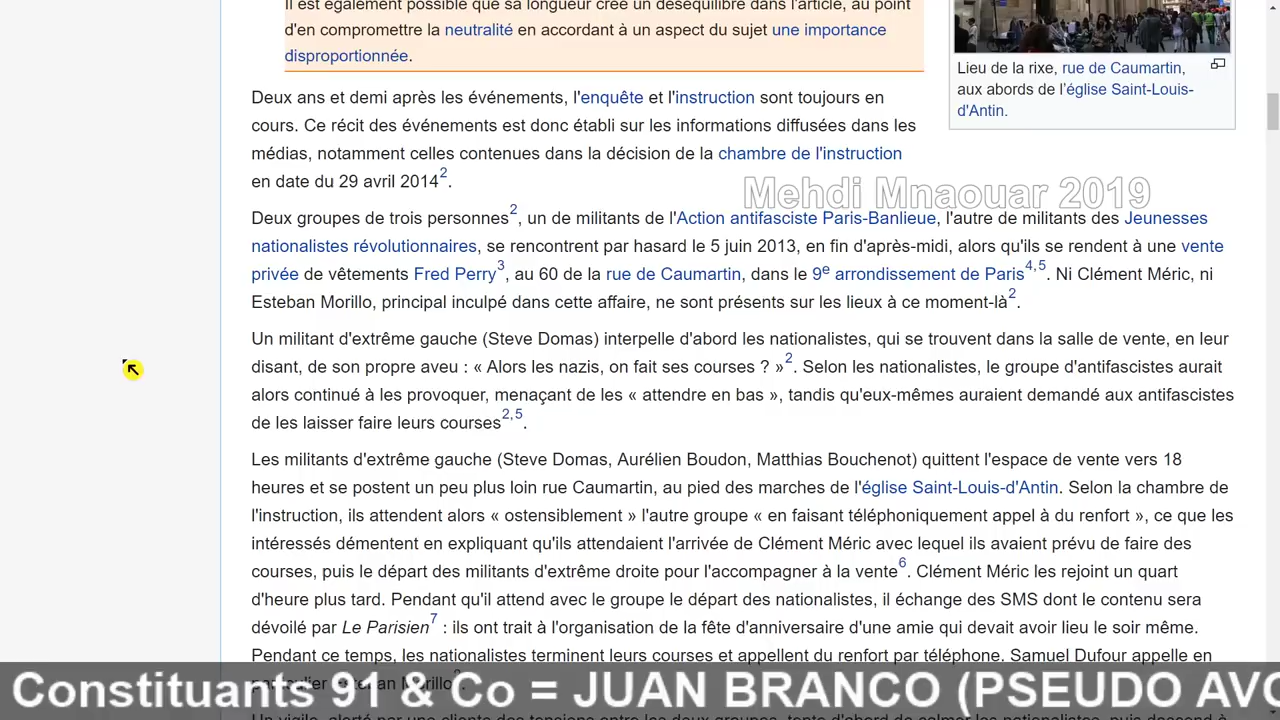 Il est également possible que sa longueur crée un déséquilibre dans l'article, au point
d'en compromettre la neutralité en accordant à un aspect du sujet une importance
disproportionnée.
Lieu de la rixe, rue de Caumartin,
aux abords de l'église Saint-Louis-
d'Antin.
Deux ans et demi après les événements, l'enquête et l'instruction sont toujours en
cours. Ce récit des événements est donc établi sur les informations diffusées dans les
médias, notamment celles contenues dans la décision de la chambre de l'instruction
en date du 29 avril 20142.
Mehdi Mnaouar 2019
Deux groupes de trois personnes2, un de militants de l'Action antifasciste Paris-Banlieue, l'autre de militants des Jeunesses
nationalistes révolutionnaires, se rencontrent par hasard le 5 juin 2013, en fin d'après-midi, alors qu'ils se rendent à une vente
privée de vêtements Fred Perry3, au 60 de la rue de Caumartin, dans le 9e arrondissement de Paris4,5. Ni Clément Méric, ni
Esteban Morillo, principal inculpé dans cette affaire, ne sont présents sur les lieux à ce moment-là2.
Un militant d'extrême gauche (Steve Domas) interpelle d'abord les nationalistes, qui se trouvent dans la salle de vente, en leur
disant, de son propre aveu : « Alors les nazis, on fait ses courses ? »2. Selon les nationalistes, le groupe d'antifascistes aurait
alors continué à les provoquer, menaçant de les « attendre en bas », tandis qu'eux-mêmes auraient demandé aux antifascistes
de les laisser faire leurs courses2,5.
Les militants d'extrême gauche (Steve Domas, Aurélien Boudon, Matthias Bouchenot) quittent l'espace de vente vers 18
heures et se postent un peu plus loin rue Caumartin, au pied des marches de l'église Saint-Louis-d'Antin. Selon la chambre de
l'instruction, ils attendent alors « ostensiblement » l'autre groupe « en faisant téléphoniquement appel à du renfort », ce que les
intéressés démentent en expliquant qu'ils attendaient l'arrivée de Clément Méric avec lequel ils avaient prévu de faire des
courses, puis le départ des militants d'extrême droite pour l'accompagner à la vente6. Clément Méric les rejoint un quart
d'heure plus tard. Pendant qu'il attend avec le groupe le départ des nationalistes, il échange des SMS dont le contenu sera
dévoilé par Le Parisien7 : ils ont trait à l'organisation de la fête d'anniversaire d'une amie qui devait avoir lieu le soir même.
Pendant ce temps, les nationalistes terminent leurs courses et appellent du renfort par téléphone. Samuel Dufour appelle en
particulier Esteban Morillo2.
Constituants 91 & Co = JUAN BRANCO (PSEUDO AVO